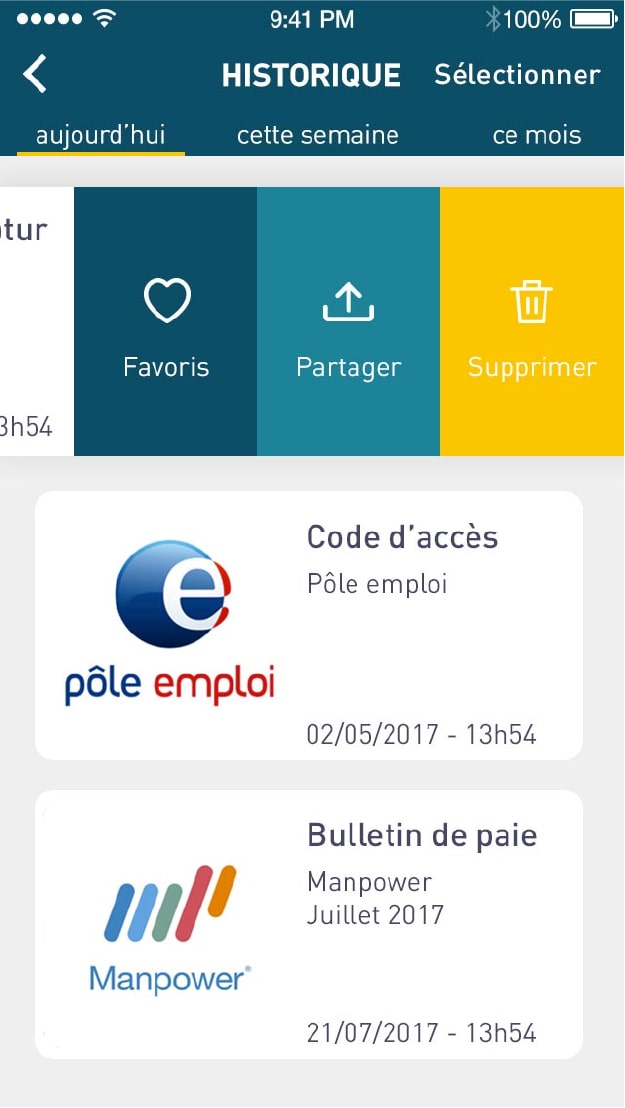 9:41 PM 100%
HISTORIQUE Sélectionner
aujourd'hui cette semaine ce mois
tur
Favoris Partager Supprimer
3h54
Code d'accès
Pôle emploi
pôle emploi
02/05/2017 - 13h54
Bulletin de paie
Manpower
Juillet 2017
Manpower®
21/07/2017 - 13h54